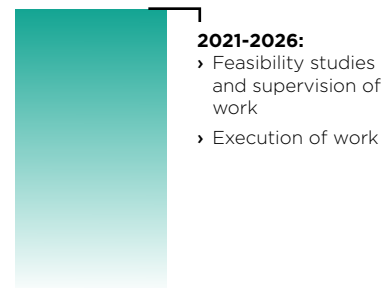 2021-2026:
› Feasibility studies
and supervision of
work
› Execution of work